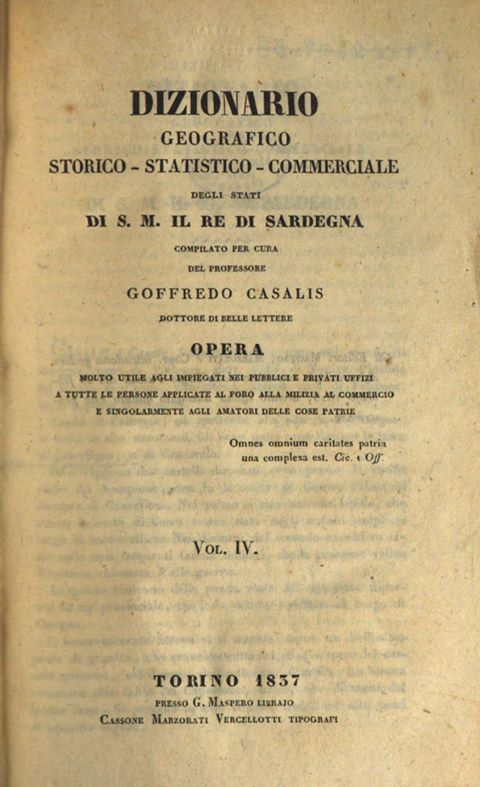 DIZIONARIO
GEOGRAFICO
STORICO - STATISTICO - COMMERCIALE
DEGLI STATI
DI S. M. IL RE DI SARDEGNA
COMPILATO PER CURA
DEL PROFESSORE
GOFFREDO CASALIS
DOTTORE DI BELLE LETTERE
OPERA
MOLTO UTILE AGLI IMPIEGATI NEI PUBBLICI E PRIVATI UFFIZI
A TUTTE LE PERSONE APPLICATE AL FORO ALLA MILIZIA AL COMMERCIO
E SINGOLARMENTE AGLI AMATORI DELLE COSE PATRIE
Omnes omnium caritates patria
una complexa est. Cic. 1 Off.
VOL. IV.
TORINO 1837
PRESSO G. MASPERO LIBRAJO
CASSONE MARZORATI VERCELLOTTI TIPOGRAFI